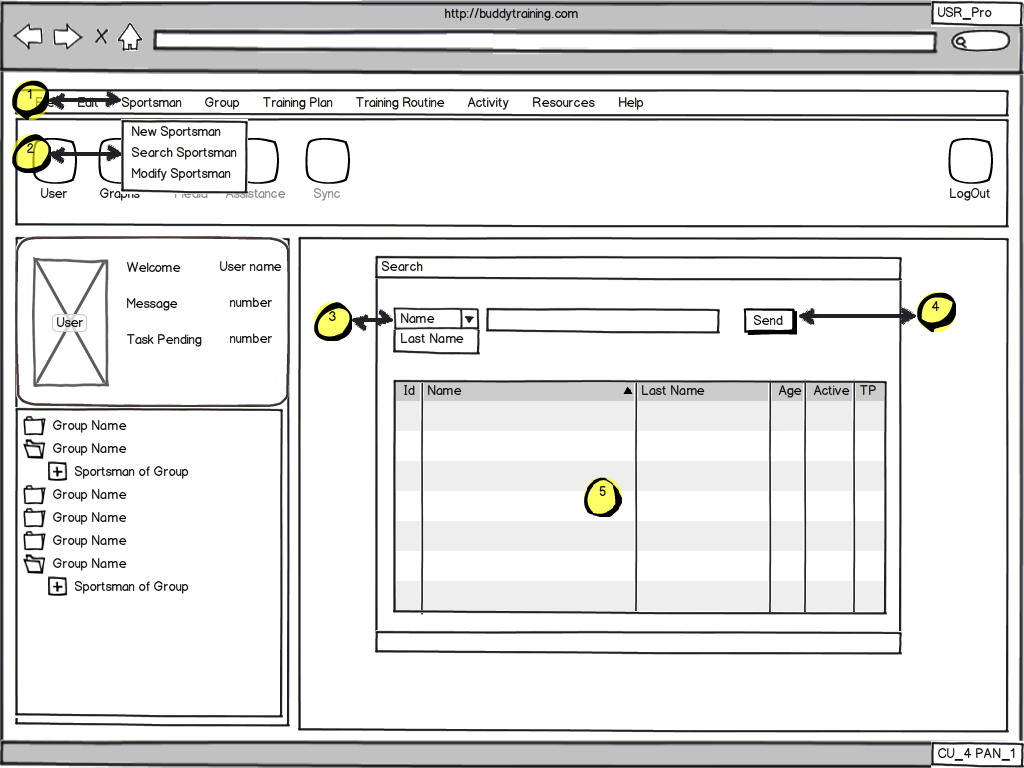 http://buddytraining.com
USR_Pro
1
Edit Sportsman Group Training Plan Training Routine Activity Resources Help
New Sportsman
Search Sportsman
Modify Sportsman
2
User Graphs Media Assistance Sync LogOut
User
Welcome User name
Message number
Task Pending number
Group Name
Group Name
Sportsman of Group
Group Name
Group Name
Group Name
Group Name
Sportsman of Group
Search
3
Name
Last Name
Send
4
Id Name Last Name Age Active TP
5
CU_4 PAN_1